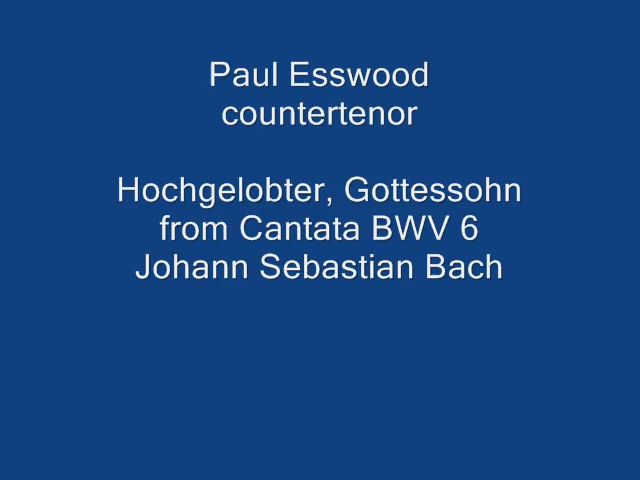 Paul Esswood
countertenor
Hochgelobter, Gottessohn
from Cantata BWV 6
Johann Sebastian Bach